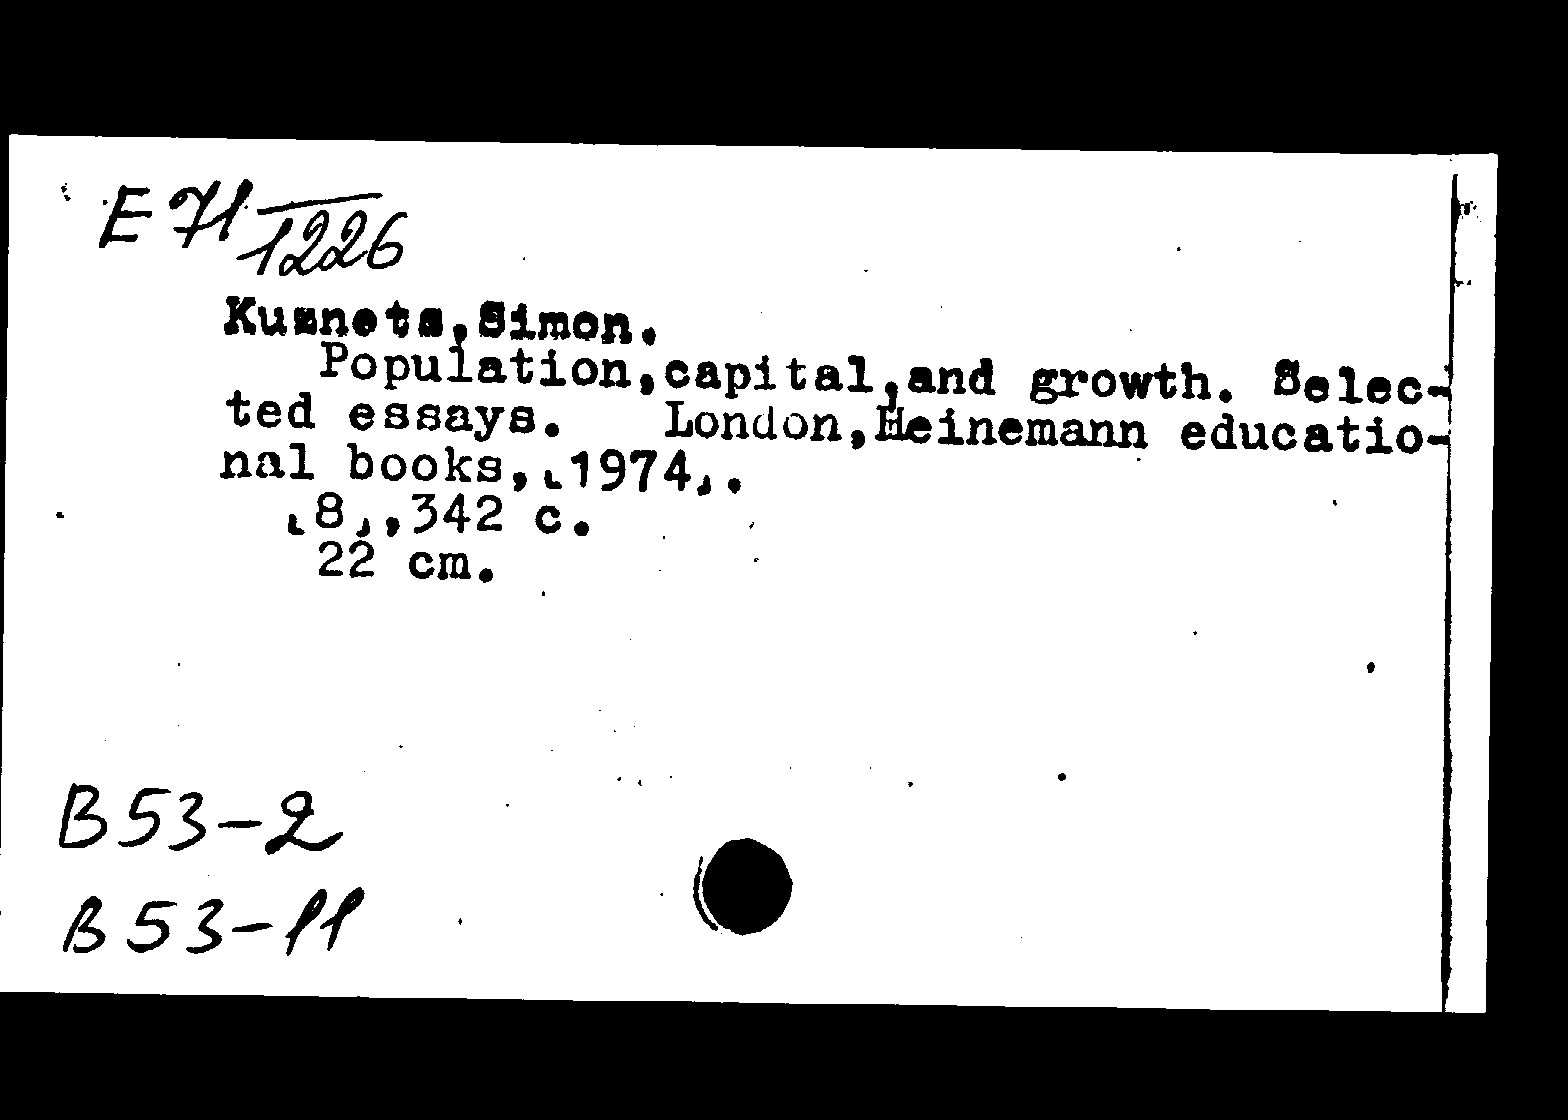 E 71/1226
Kuznets,Simon.
Population,capital,and growth. Selec-
ted essays. London,Heinemann educatio-
nal books,⌞1974⌟.
⌞8⌟,342 c.
22 cm.
B53-2
B53-11